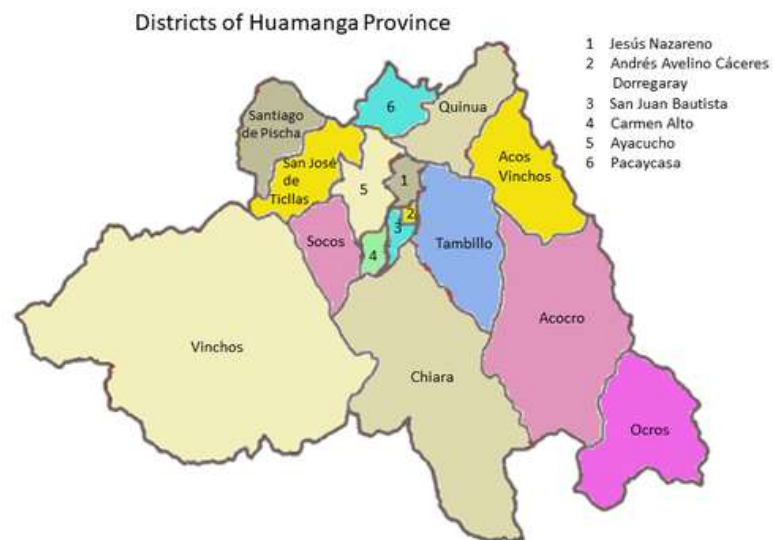 Districts of Huamanga Province
1 Jesús Nazareno
2 Andrés Avelino Cáceres
Dorregaray
3 San Juan Bautista
4 Carmen Alto
5 Ayacucho
6 Pacaycasa
6
Quinua
Santiago
de Pischa
San José
de
Ticllas
5
1
Acos
Vinchos
2
3
4
Socos
Tambillo
Acocro
Vinchos
Chiara
Ocros